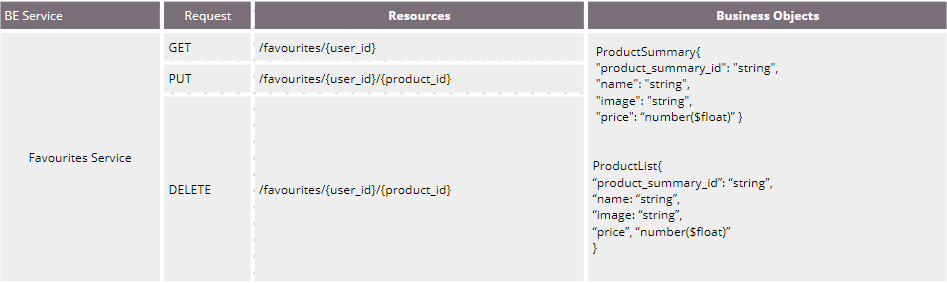 BE Service Request Resources Business Objects
GET /favourites/{user_id}
PUT /favourites/{user_id}/{product_id}
Favourites Service
DELETE /favourites/{user_id}/{product_id}
ProductSummary{
"product_summary_id": "string",
"name": "string",
"image": "string",
"price": “number($float)” }
ProductList{
“product_summary_id”: “string”,
“name: “string”,
“image: “string”,
“price”, “number($float)”
}